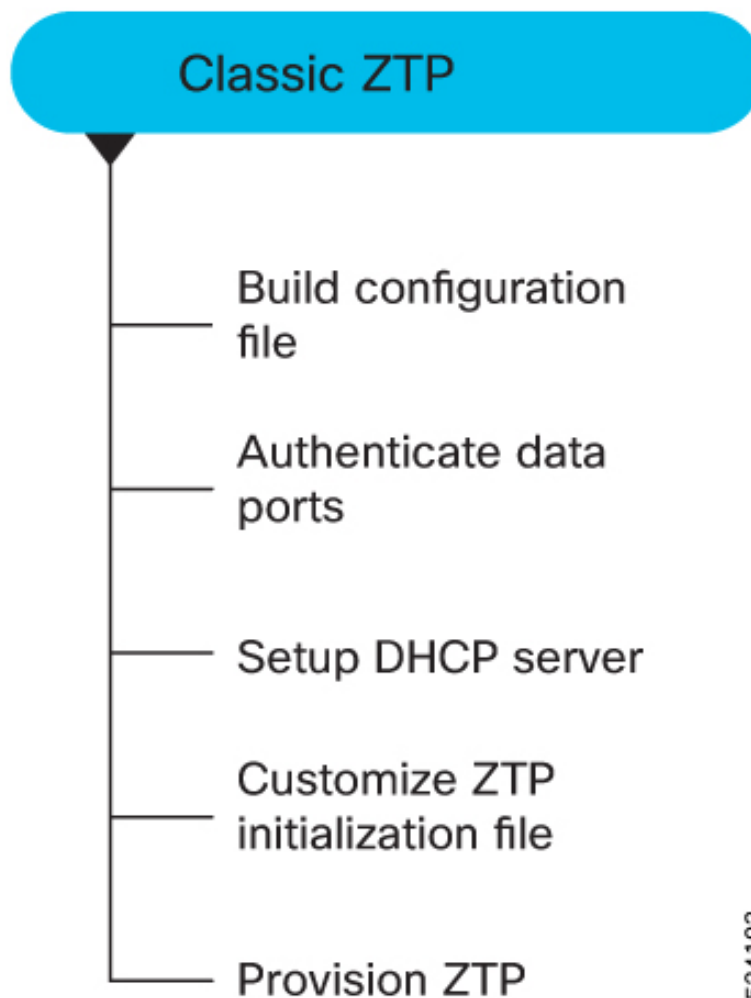 Classic ZTP
Build configuration
file
Authenticate data
ports
Setup DHCP server
Customize ZTP
initialization file
Provision ZTP